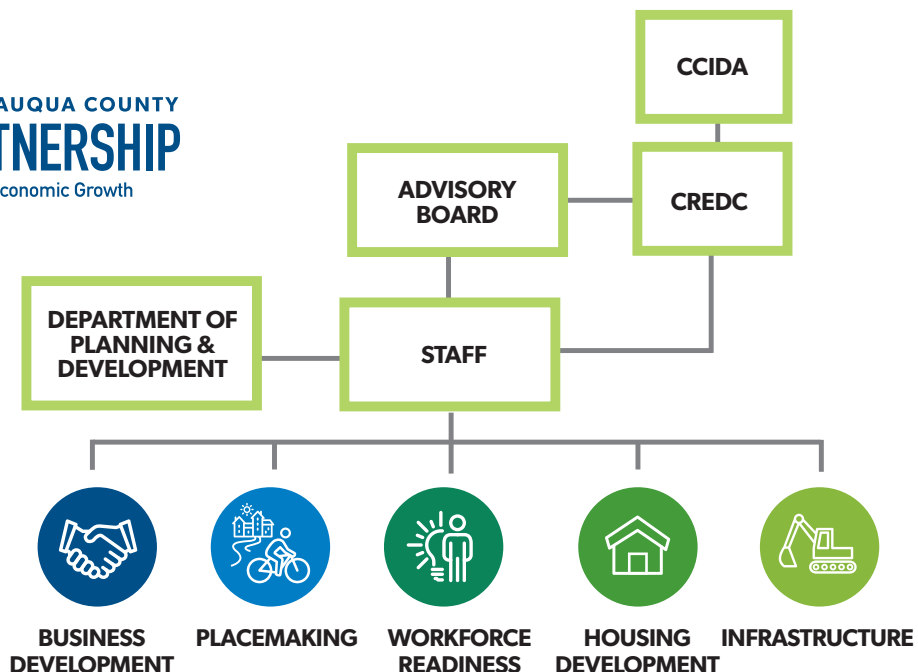 AUQUA COUNTY
TNERSHIP
conomic Growth
CCIDA
ADVISORY
BOARD
CREDC
DEPARTMENT OF
PLANNING &
DEVELOPMENT
STAFF
BUSINESS
DEVELOPMENT
PLACEMAKING
WORKFORCE
READINESS
HOUSING
DEVELOPMENT
INFRASTRUCTURE